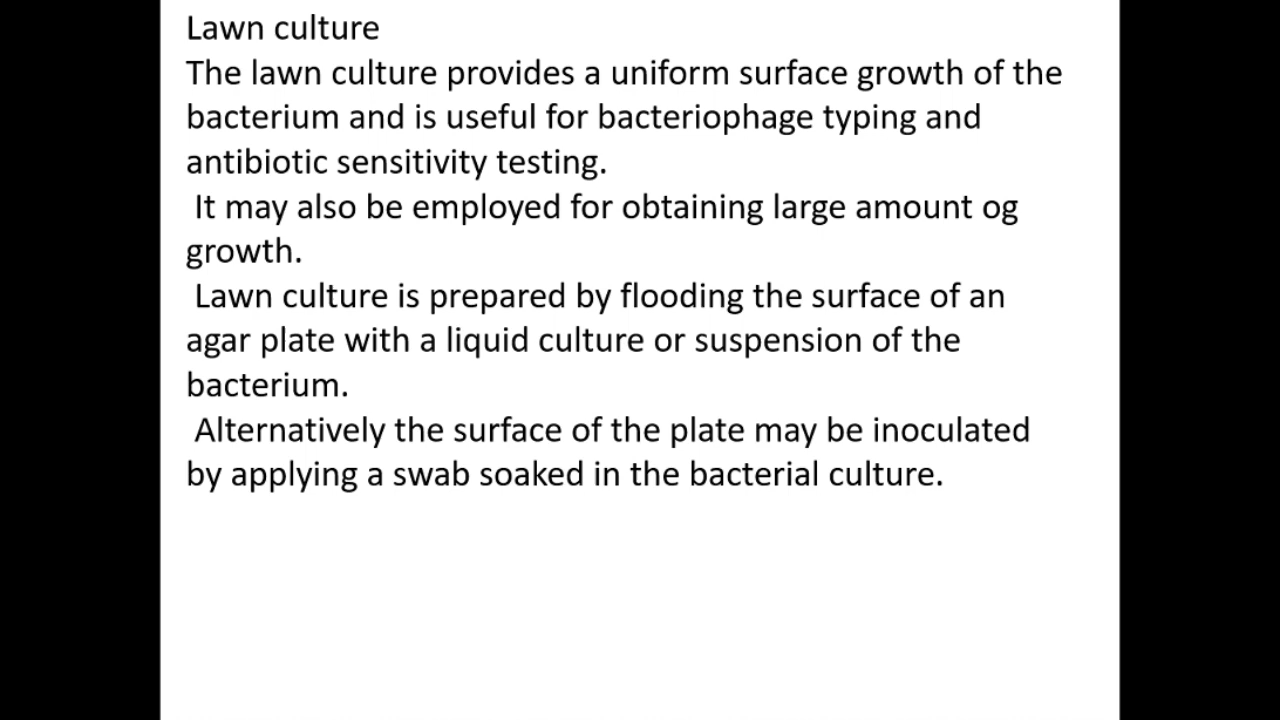 Lawn culture
The lawn culture provides a uniform surface growth of the
bacterium and is useful for bacteriophage typing and
antibiotic sensitivity testing.
It may also be employed for obtaining large amount og
growth.
Lawn culture is prepared by flooding the surface of an
agar plate with a liquid culture or suspension of the
bacterium.
Alternatively the surface of the plate may be inoculated
by applying a swab soaked in the bacterial culture.